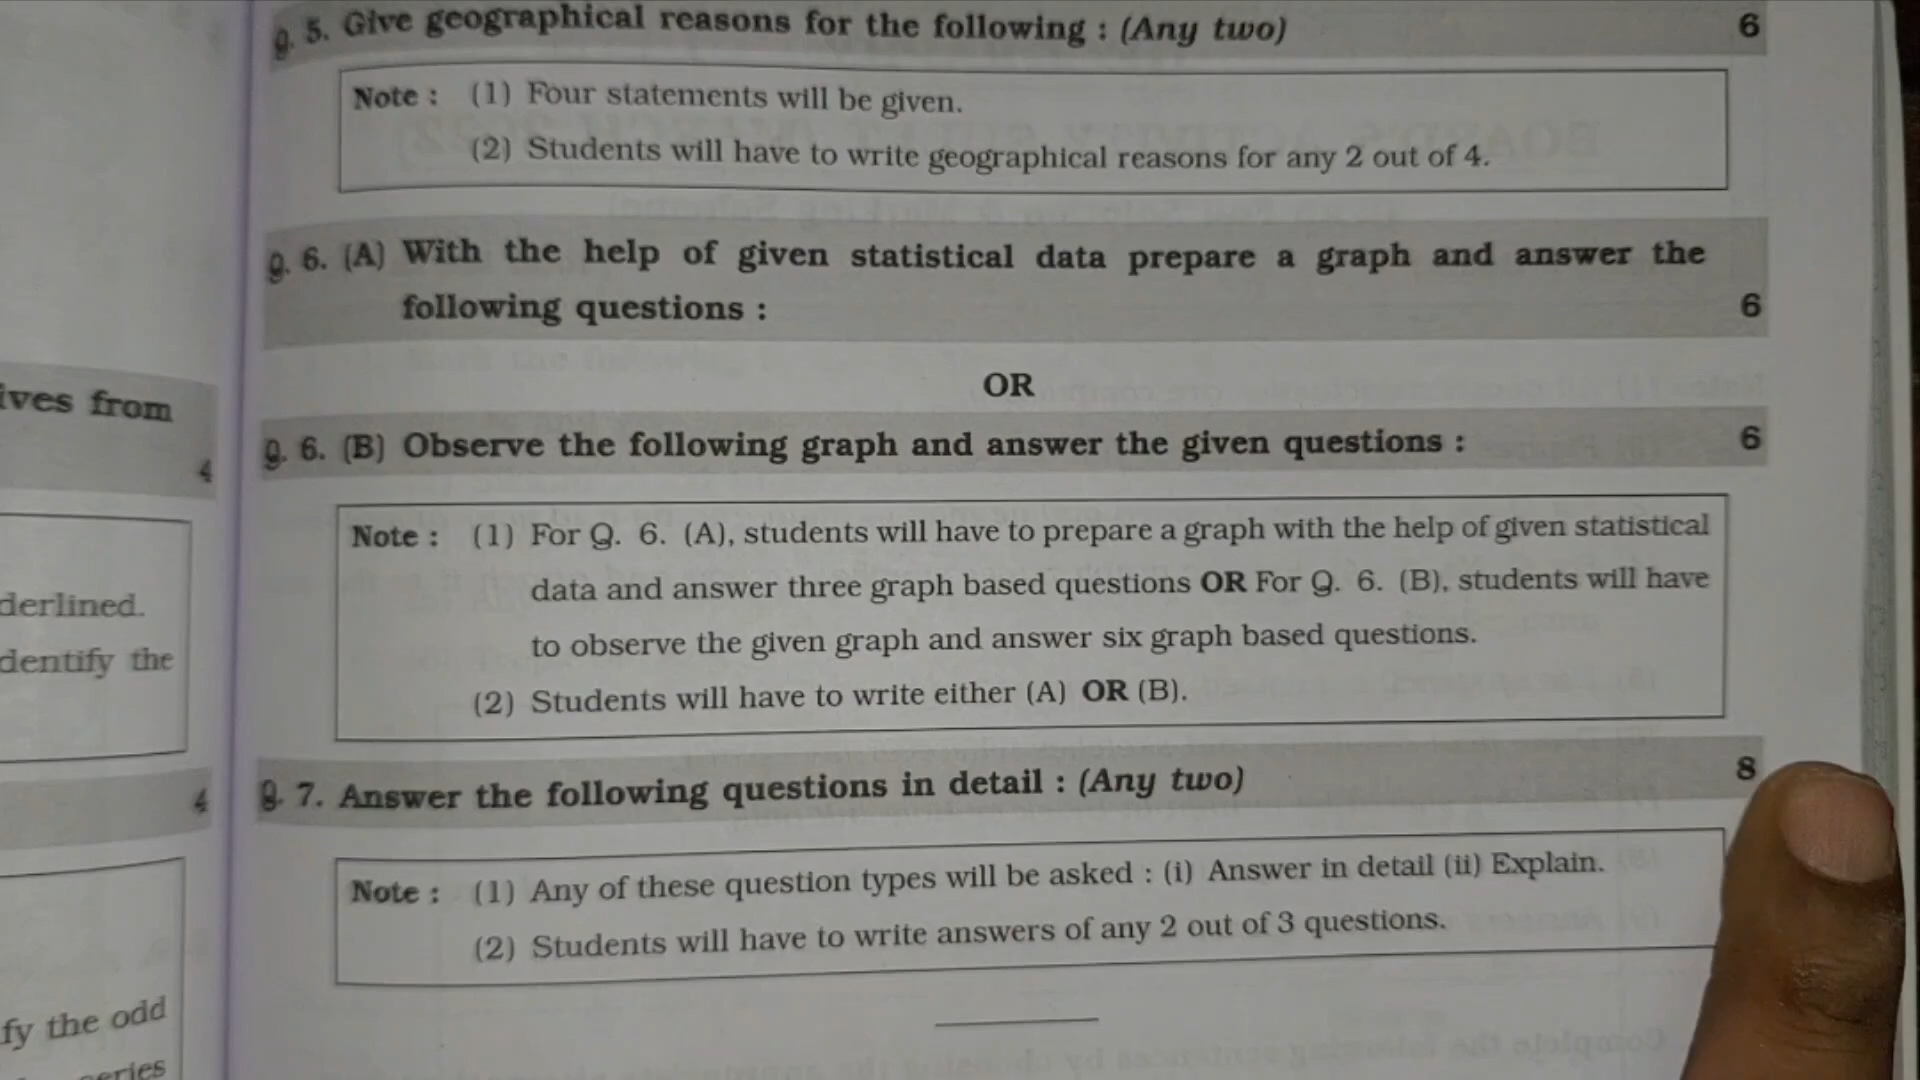 ives from
4
derlined.
dentify the
4
fy the odd
eries
Q. 5. Give geographical reasons for the following : (Any two) 6
Note : (1) Four statements will be given.
(2) Students will have to write geographical reasons for any 2 out of 4.
Q. 6. (A) With the help of given statistical data prepare a graph and answer the
following questions : 6
OR
Q. 6. (B) Observe the following graph and answer the given questions : 6
Note : (1) For Q. 6. (A), students will have to prepare a graph with the help of given statistical
data and answer three graph based questions OR For Q. 6. (B), students will have
to observe the given graph and answer six graph based questions.
(2) Students will have to write either (A) OR (B).
Q. 7. Answer the following questions in detail : (Any two) 8
Note : (1) Any of these question types will be asked : (i) Answer in detail (ii) Explain.
(2) Students will have to write answers of any 2 out of 3 questions.